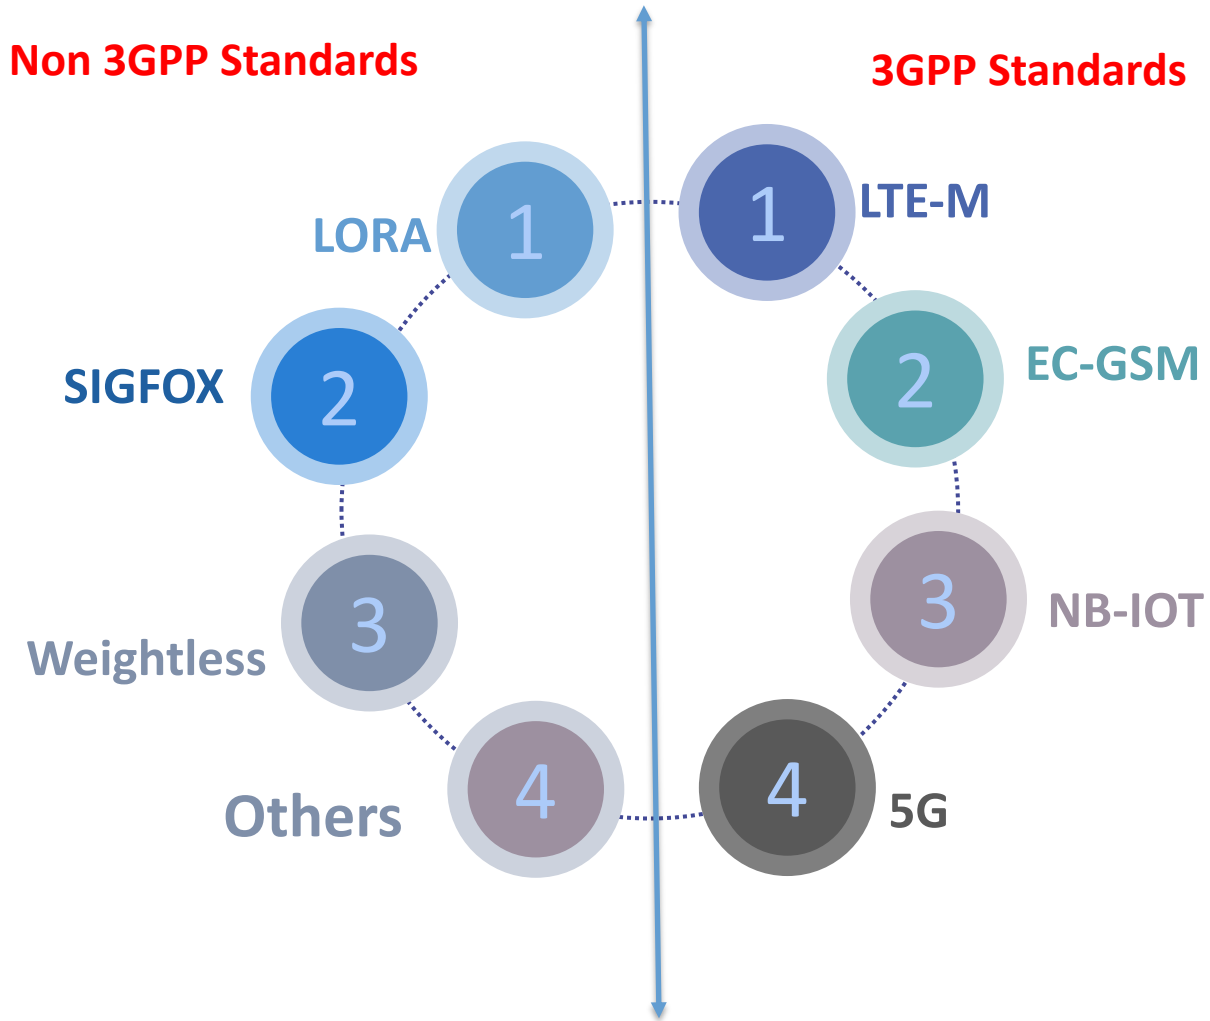 Non 3GPP Standards
3GPP Standards
1
LORA
2
SIGFOX
3
Weightless
4
Others
1
LTE-M
2
EC-GSM
3
NB-IOT
4
5G